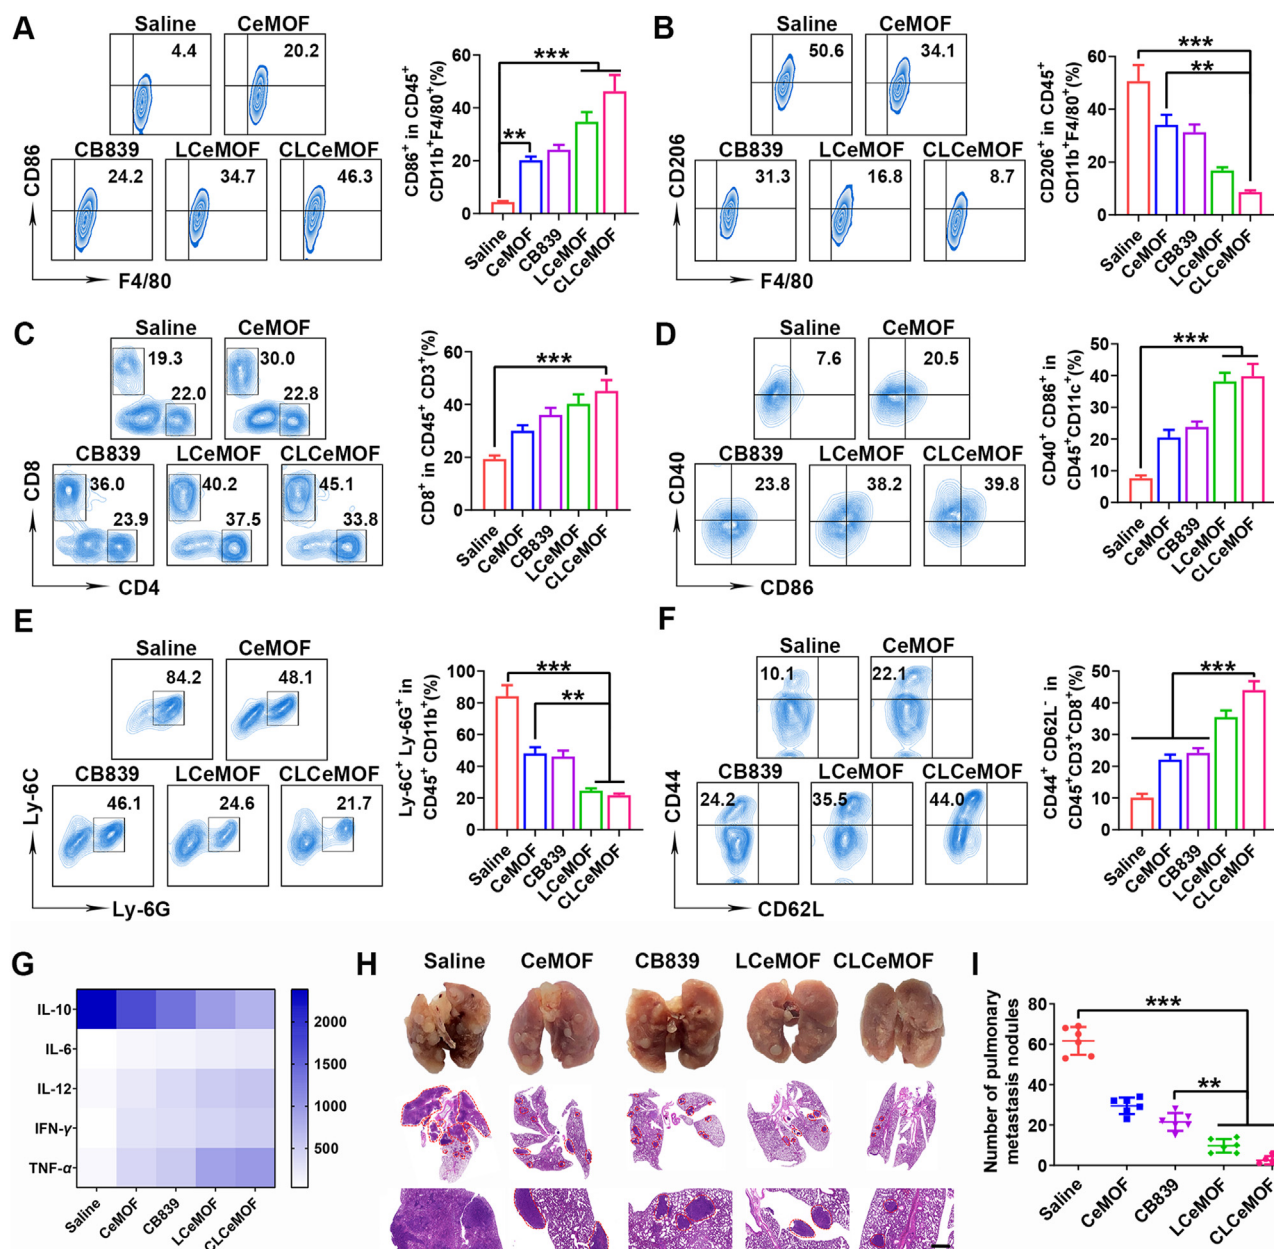 A
Saline
CeMOF
4.4
20.2
CB839
LCeMOF
CLCeMOF
24.2
34.7
46.3
CD86
F4/80
CD86+ in CD45+
CD11b+F4/80+(%)
60
40
20
0
***
**
Saline
CeMOF
CB839
LCeMOF
CLCeMOF
B
Saline
CeMOF
50.6
34.1
CB839
LCeMOF
CLCeMOF
31.3
16.8
8.7
CD206
F4/80
CD206+ in CD45+
CD11b+F4/80+(%)
60
40
20
0
***
**
Saline
CeMOF
CB839
LCeMOF
CLCeMOF
C
Saline
CeMOF
19.3
30.0
22.0
22.8
CB839
LCeMOF
CLCeMOF
36.0
40.2
45.1
23.9
37.5
33.8
CD8
CD4
CD8+ in CD45+ CD3+(%)
60
40
20
0
***
Saline
CeMOF
CB839
LCeMOF
CLCeMOF
D
Saline
CeMOF
7.6
20.5
CB839
LCeMOF
CLCeMOF
23.8
38.2
39.8
CD40
CD86
CD40+ CD86+ in
CD45+CD11c+(%)
50
40
30
20
10
0
***
Saline
CeMOF
CB839
LCeMOF
CLCeMOF
E
Saline
CeMOF
84.2
48.1
CB839
LCeMOF
CLCeMOF
46.1
24.6
21.7
Ly-6C
Ly-6G
Ly-6C+ Ly-6G+ in
CD45+ CD11b+(%)
100
80
60
40
20
0
***
**
Saline
CeMOF
CB839
LCeMOF
CLCeMOF
F
Saline
CeMOF
10.1
22.1
CB839
LCeMOF
CLCeMOF
24.2
35.5
44.0
CD44
CD62L
CD44+ CD62L- in
CD45+CD3+CD8+(%)
50
40
30
20
10
0
***
Saline
CeMOF
CB839
LCeMOF
CLCeMOF
G
IL-10
IL-6
IL-12
IFN-γ
TNF-α
Saline
CeMOF
CB839
LCeMOF
CLCeMOF
2000
1500
1000
500
H
Saline
CeMOF
CB839
LCeMOF
CLCeMOF
I
Number of pulmonary
metastasis nodules
80
60
40
20
0
***
**
Saline
CeMOF
CB839
LCeMOF
CLCeMOF